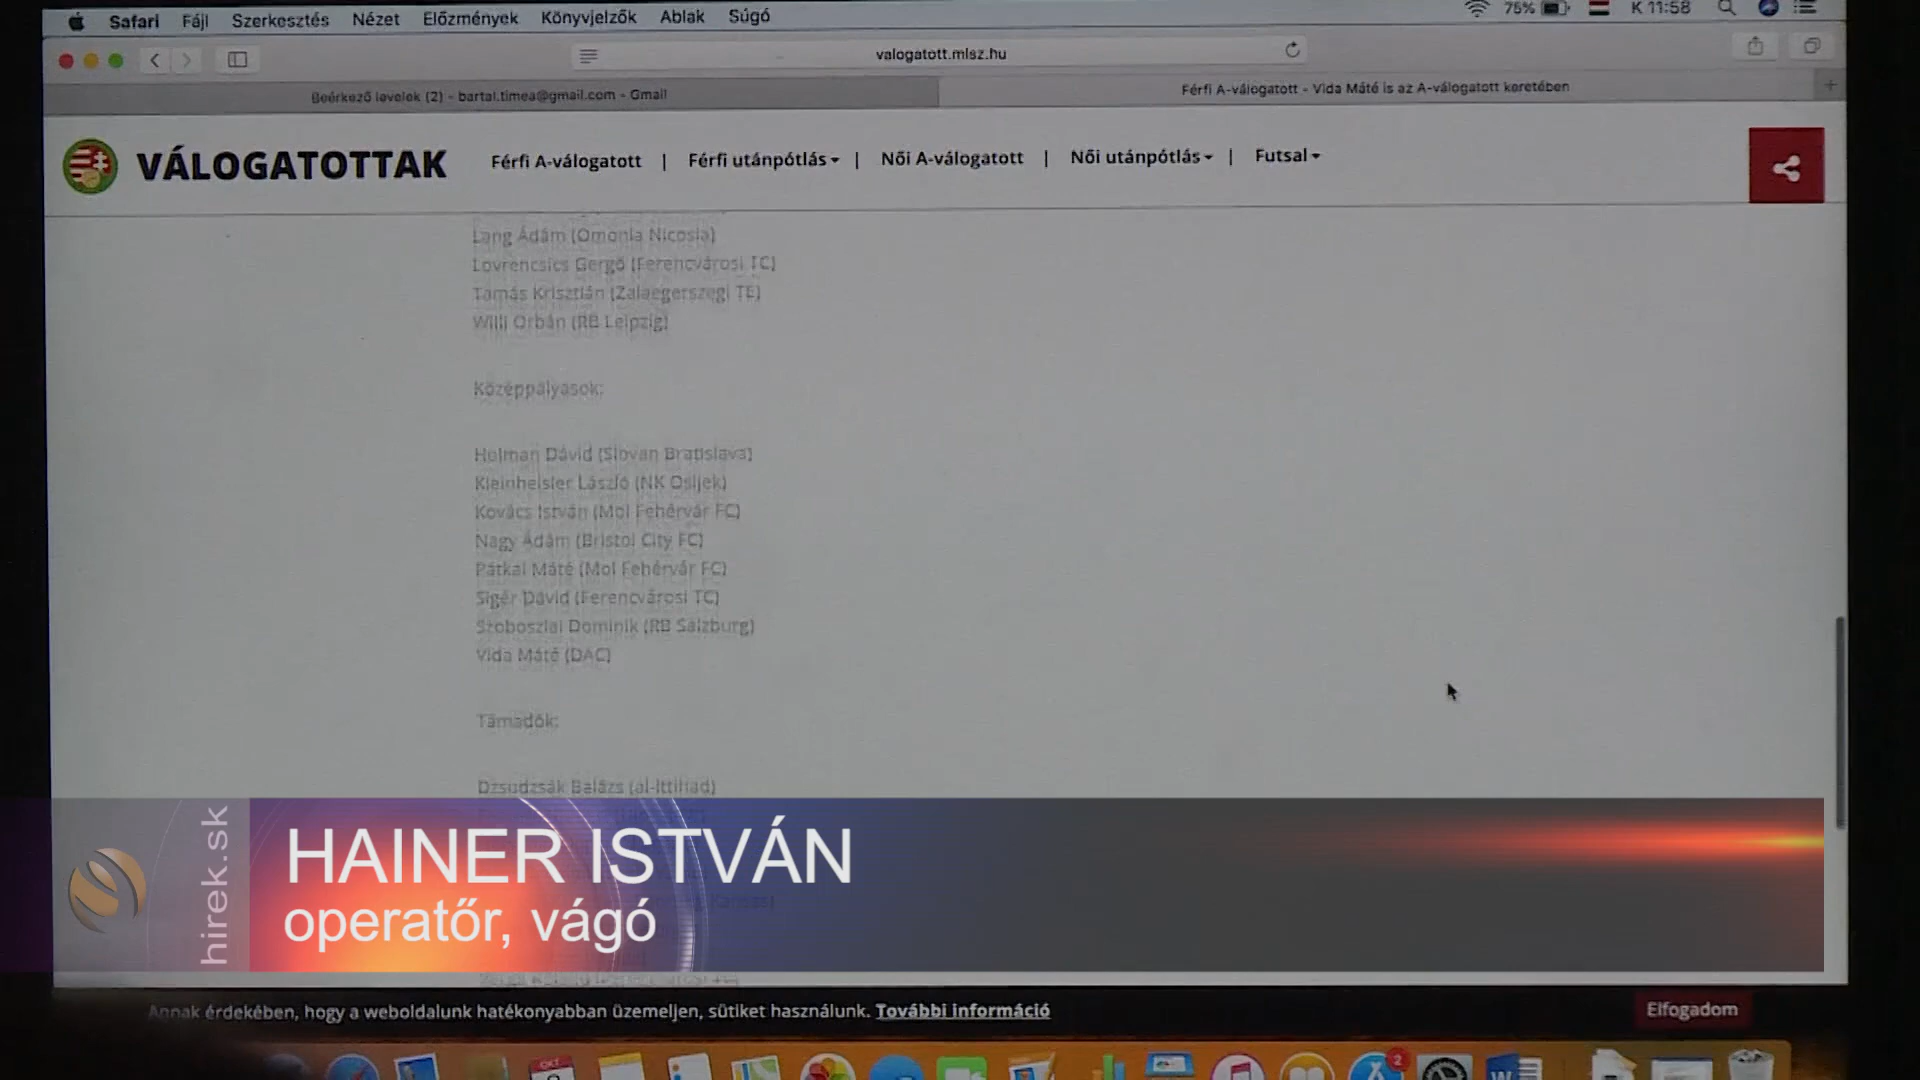 Safari Fájl Szerkesztés Nézet Előzmények Könyvjelzők Ablak Súgó 75% K 11:58
valogatott.mlsz.hu
Beérkező levelek (2) - bartal.timea@gmail.com - Gmail
Férfi A-válogatott - Vida Máté is az A-válogatott keretében
VÁLOGATOTTAK Férfi A-válogatott | Férfi utánpótlás | Női A-válogatott | Női utánpótlás | Futsal
Lang Ádám (Omonia Nicosia)
Lovrencsics Gergő (Ferencvárosi TC)
Tamás Krisztián (Zalaegerszegi TE)
Willi Orbán (RB Leipzig)
Középpályások:
Holman Dávid (Slovan Bratislava)
Kleinheisler László (NK Osijek)
Kovács István (Mol Fehérvár FC)
Nagy Ádám (Bristol City FC)
Pátkai Máté (Mol Fehérvár FC)
Sigér Dávid (Ferencvárosi TC)
Szoboszlai Dominik (RB Salzburg)
Vida Máté (DAC)
Támadók:
Dzsudzsák Balázs (al-Ittihad)
hirek.sk
HAINER ISTVÁN
operatőr, vágó
Annak érdekében, hogy a weboldalunk hatékonyabban üzemeljen, sütiket használunk. További információ
Elfogadom
OKT
2
W